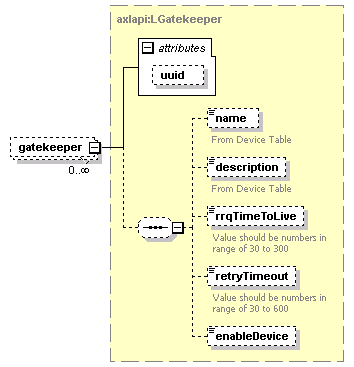 axlapi:LGatekeeper
attributes
uuid
gatekeeper
0..∞
name
From Device Table
description
From Device Table
rrqTimeToLive
Value should be numbers in
range of 30 to 300
retryTimeout
Value should be numbers in
range of 30 to 600
enableDevice